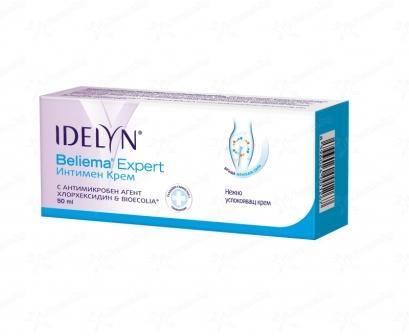 IDELYN®
Beliema® Expert
Интимен Крем
С АНТИМИКРОБЕН АГЕНТ
ХЛОРХЕКСИДИН & BIOECOLIA®
50 ml
Нежно
успокояващ крем